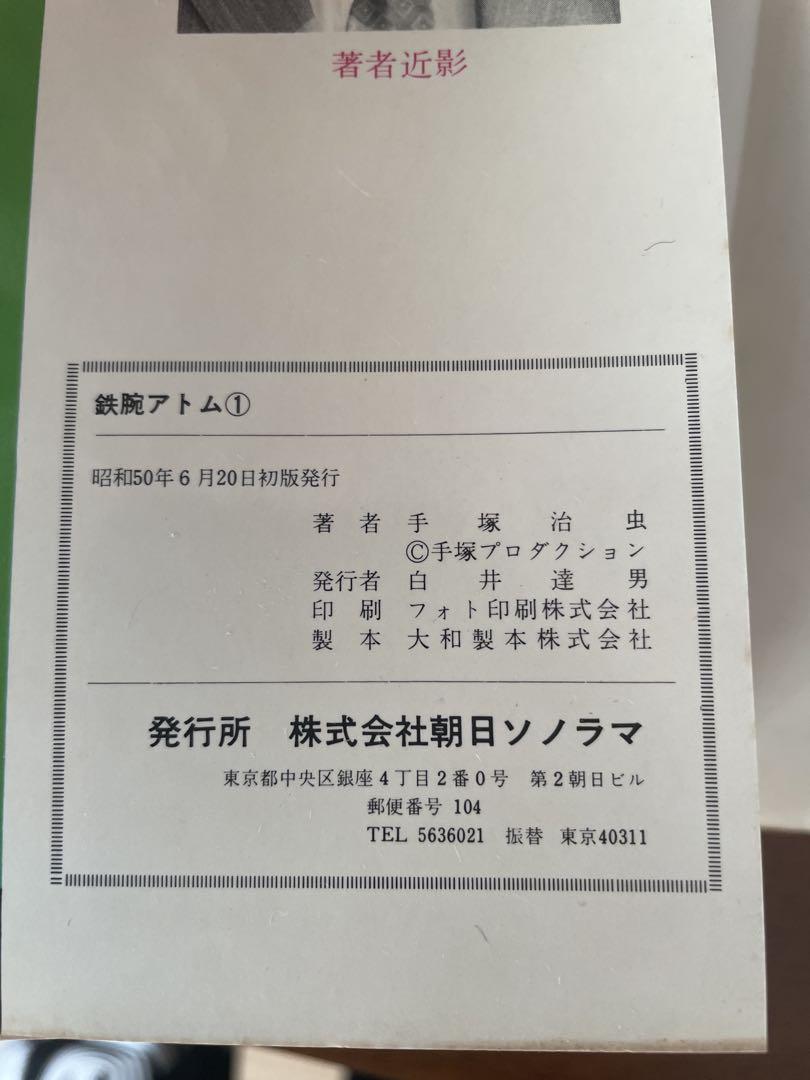 著者近影
鉄腕アトム①
昭和50年6月20日初版発行
著者 手塚治虫
©手塚プロダクション
発行者 白井達男
印刷 フォト印刷株式会社
製本 大和製本株式会社
発行所 株式会社朝日ソノラマ
東京都中央区銀座4丁目2番0号 第2朝日ビル
郵便番号 104
TEL 5636021 振替 東京40311